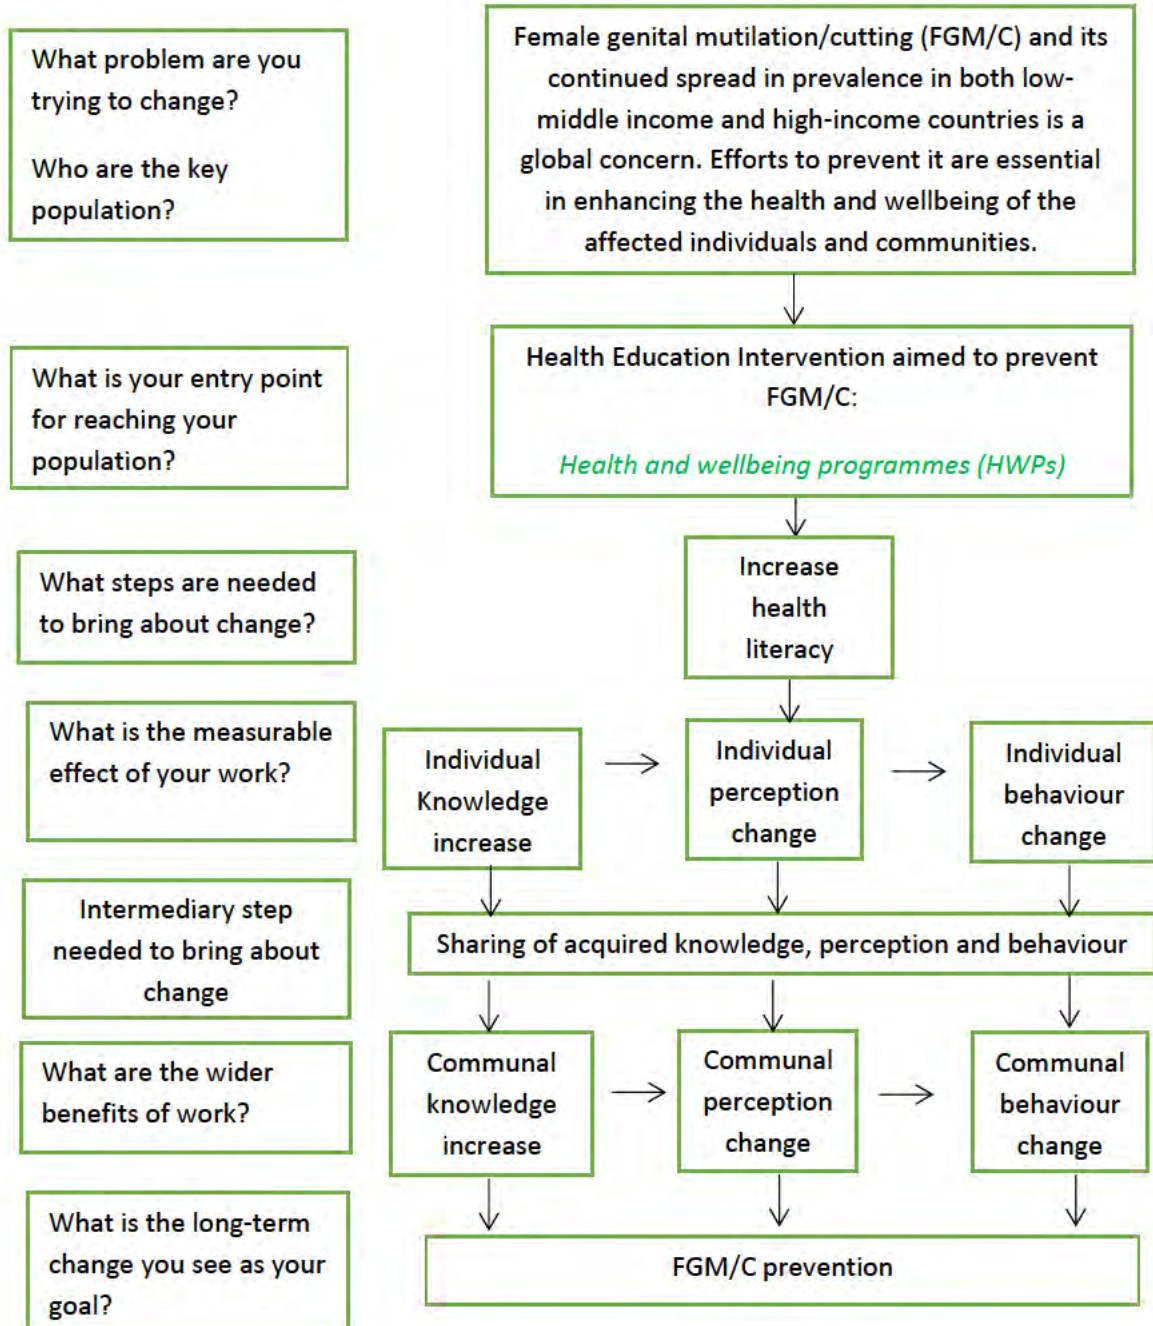 What problem are you
trying to change?
Who are the key
population?
Female genital mutilation/cutting (FGM/C) and its
continued spread in prevalence in both low-
middle income and high-income countries is a
global concern. Efforts to prevent it are essential
in enhancing the health and wellbeing of the
affected individuals and communities.
What is your entry point
for reaching your
population?
Health Education Intervention aimed to prevent
FGM/C:
Health and wellbeing programmes (HWPs)
What steps are needed
to bring about change?
Increase
health
literacy
What is the measurable
effect of your work?
Individual
Knowledge
increase
Individual
perception
change
Individual
behaviour
change
Intermediary step
needed to bring about
change
Sharing of acquired knowledge, perception and behaviour
What are the wider
benefits of work?
Communal
knowledge
increase
Communal
perception
change
Communal
behaviour
change
What is the long-term
change you see as your
goal?
FGM/C prevention